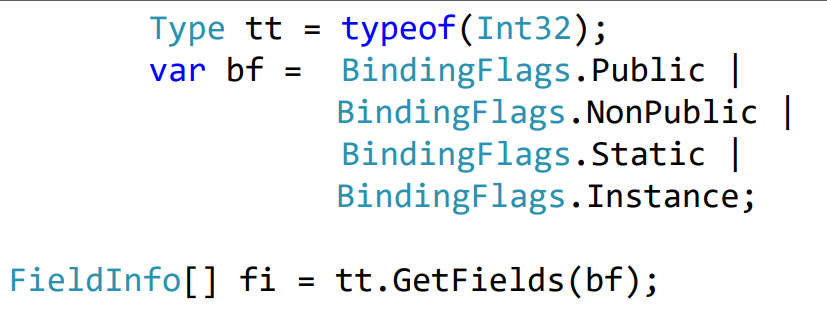 Type tt = typeof(Int32);
var bf = BindingFlags.Public |
BindingFlags.NonPublic |
BindingFlags.Static |
BindingFlags.Instance;
FieldInfo[] fi = tt.GetFields(bf);